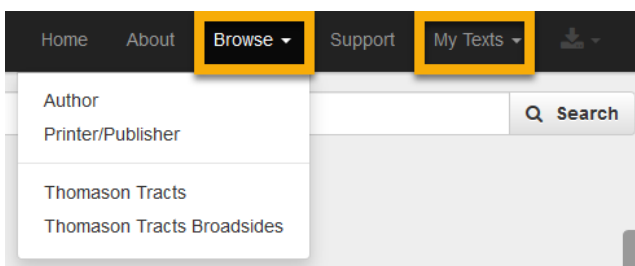 Home About Browse Support My Texts
Author
Search
Printer/Publisher
Thomason Tracts
Thomason Tracts Broadsides